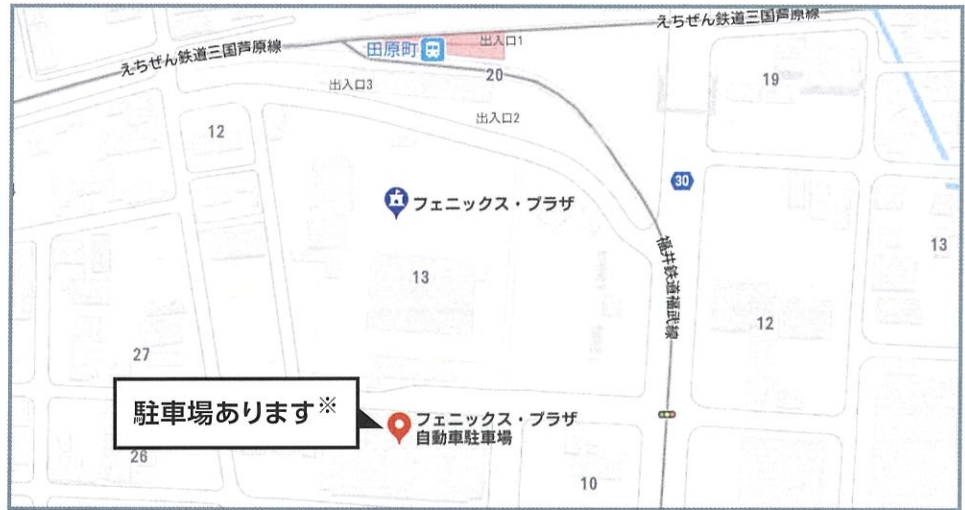 えちぜん鉄道三国芦原線
えちぜん鉄道三国芦原線
田原町
出入口1
20
19
出入口3
出入口2
12
30
フェニックス・プラザ
13
福井鉄道福武線
13
12
27
駐車場あります※
フェニックス・プラザ
自動車駐車場
26
10